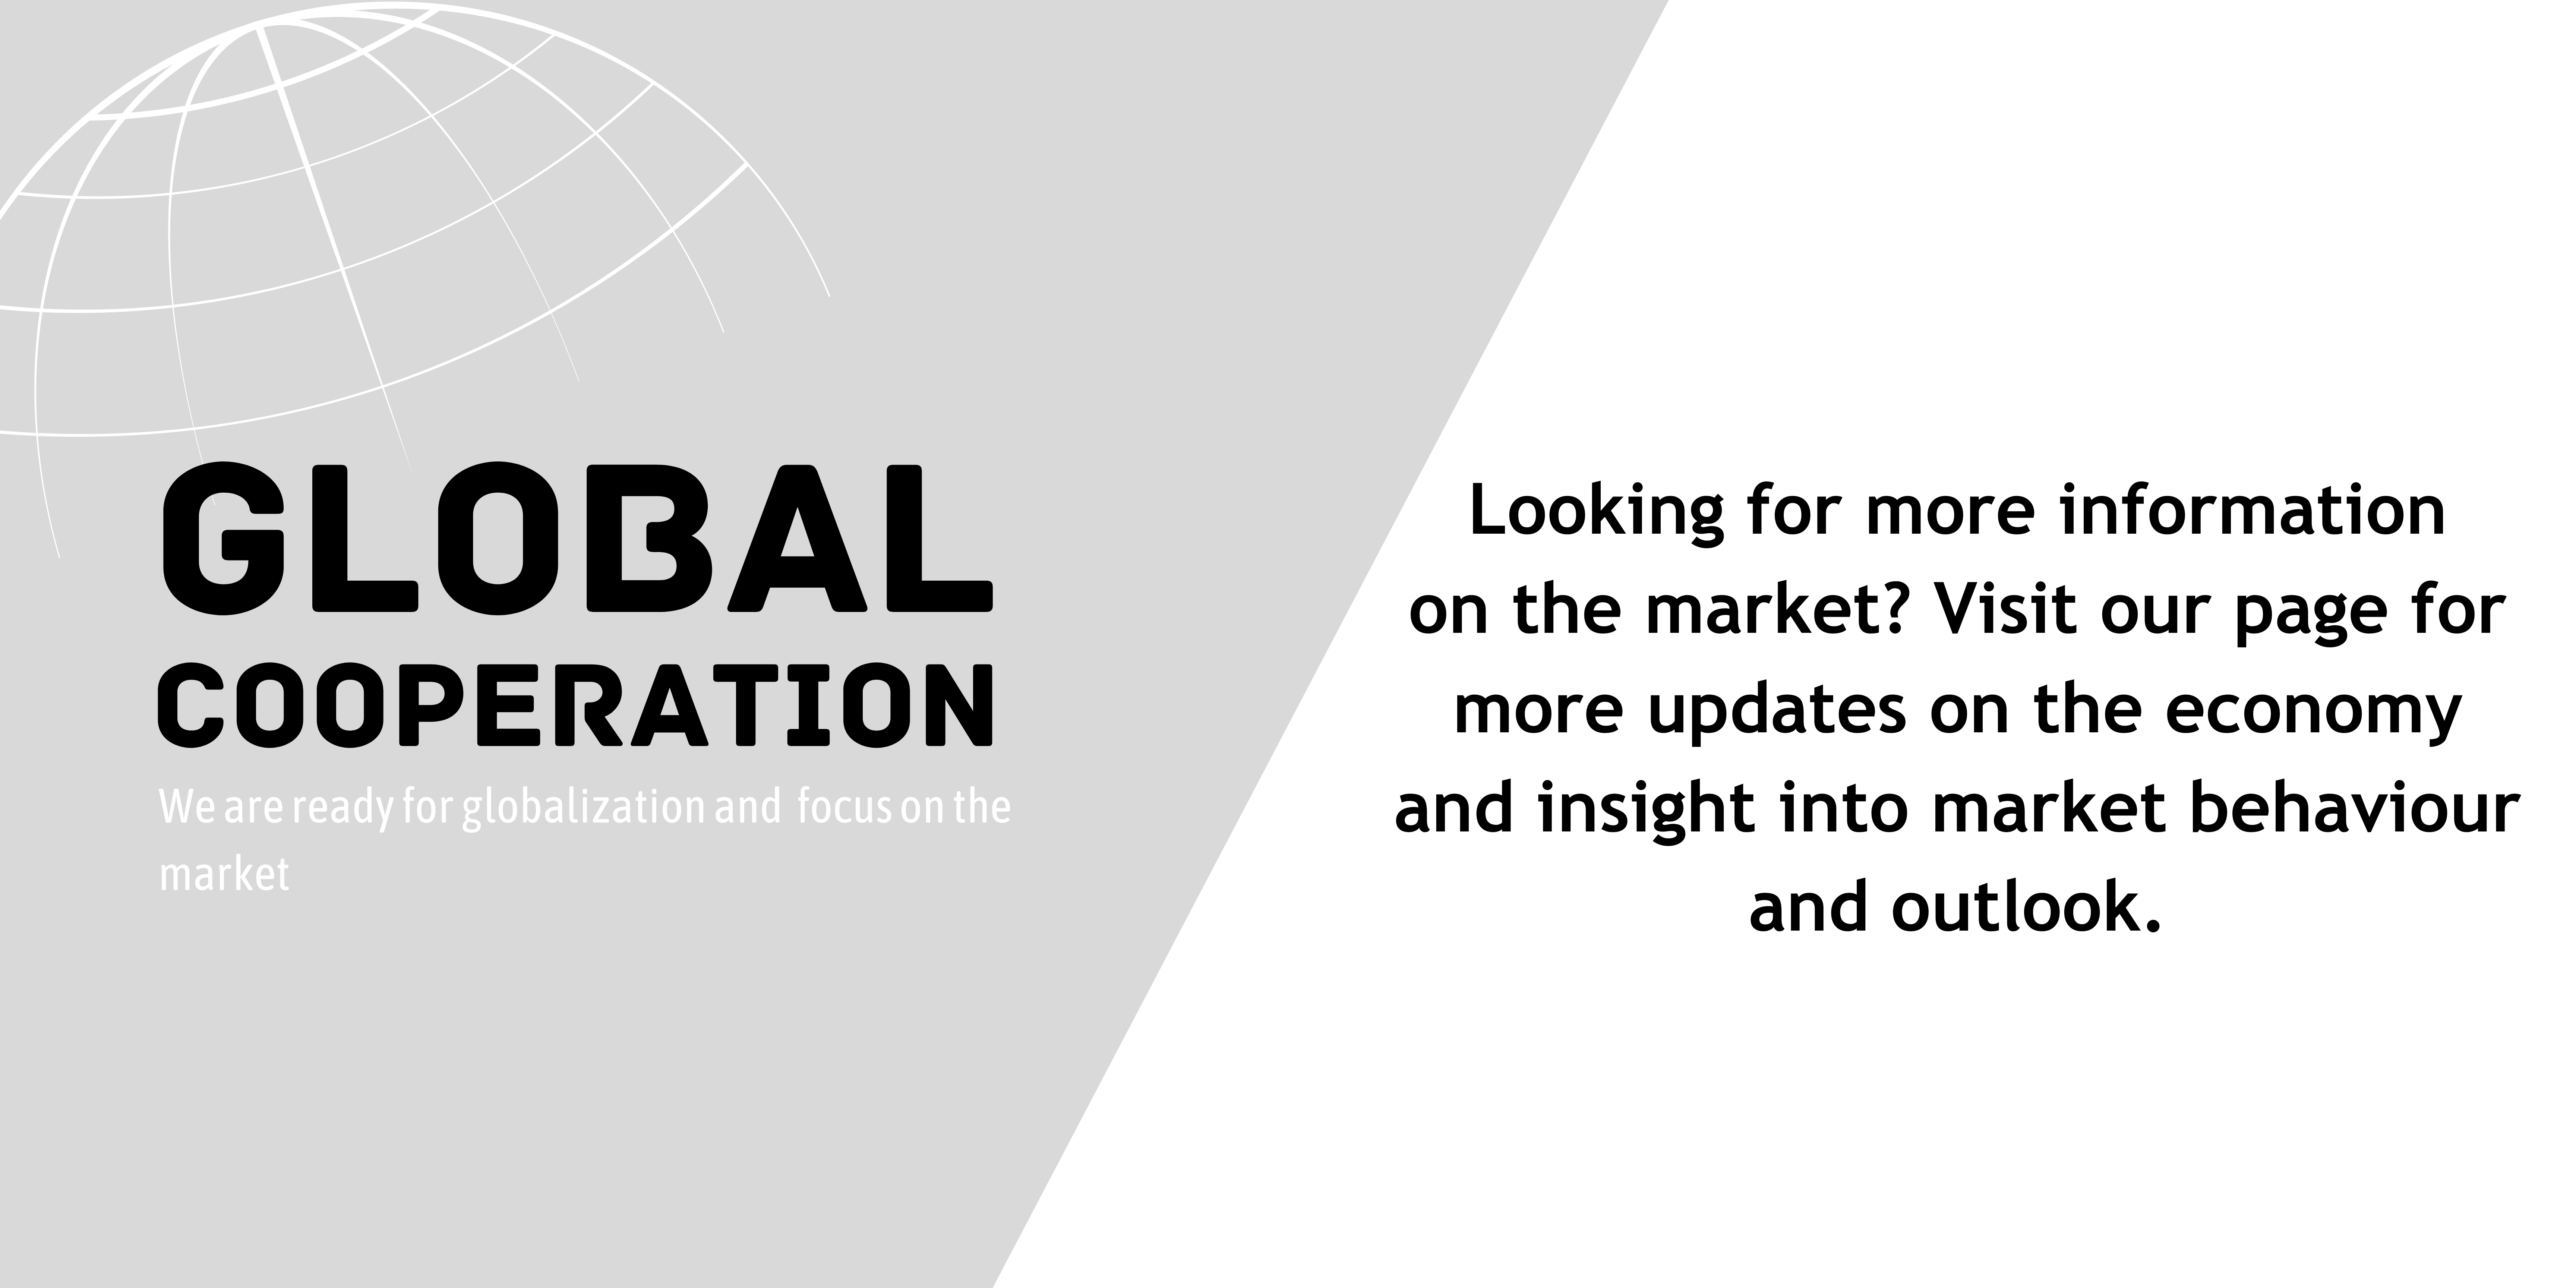 GLOBAL
COOPERATION
We are ready for globalization and focus on the
market
Looking for more information
on the market? Visit our page for
more updates on the economy
and insight into market behaviour
and outlook.